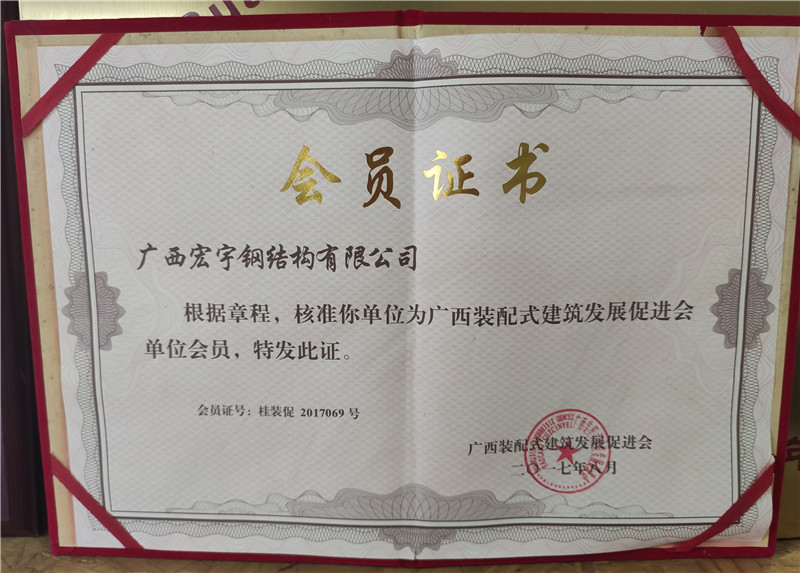 会员证书
广西宏宇钢结构有限公司
根据章程，核准你单位为广西装配式建筑发展促进会
单位会员，特发此证。
会员证号：桂装促 2017069 号
广西装配式建筑发展促进会
二〇一七年八月